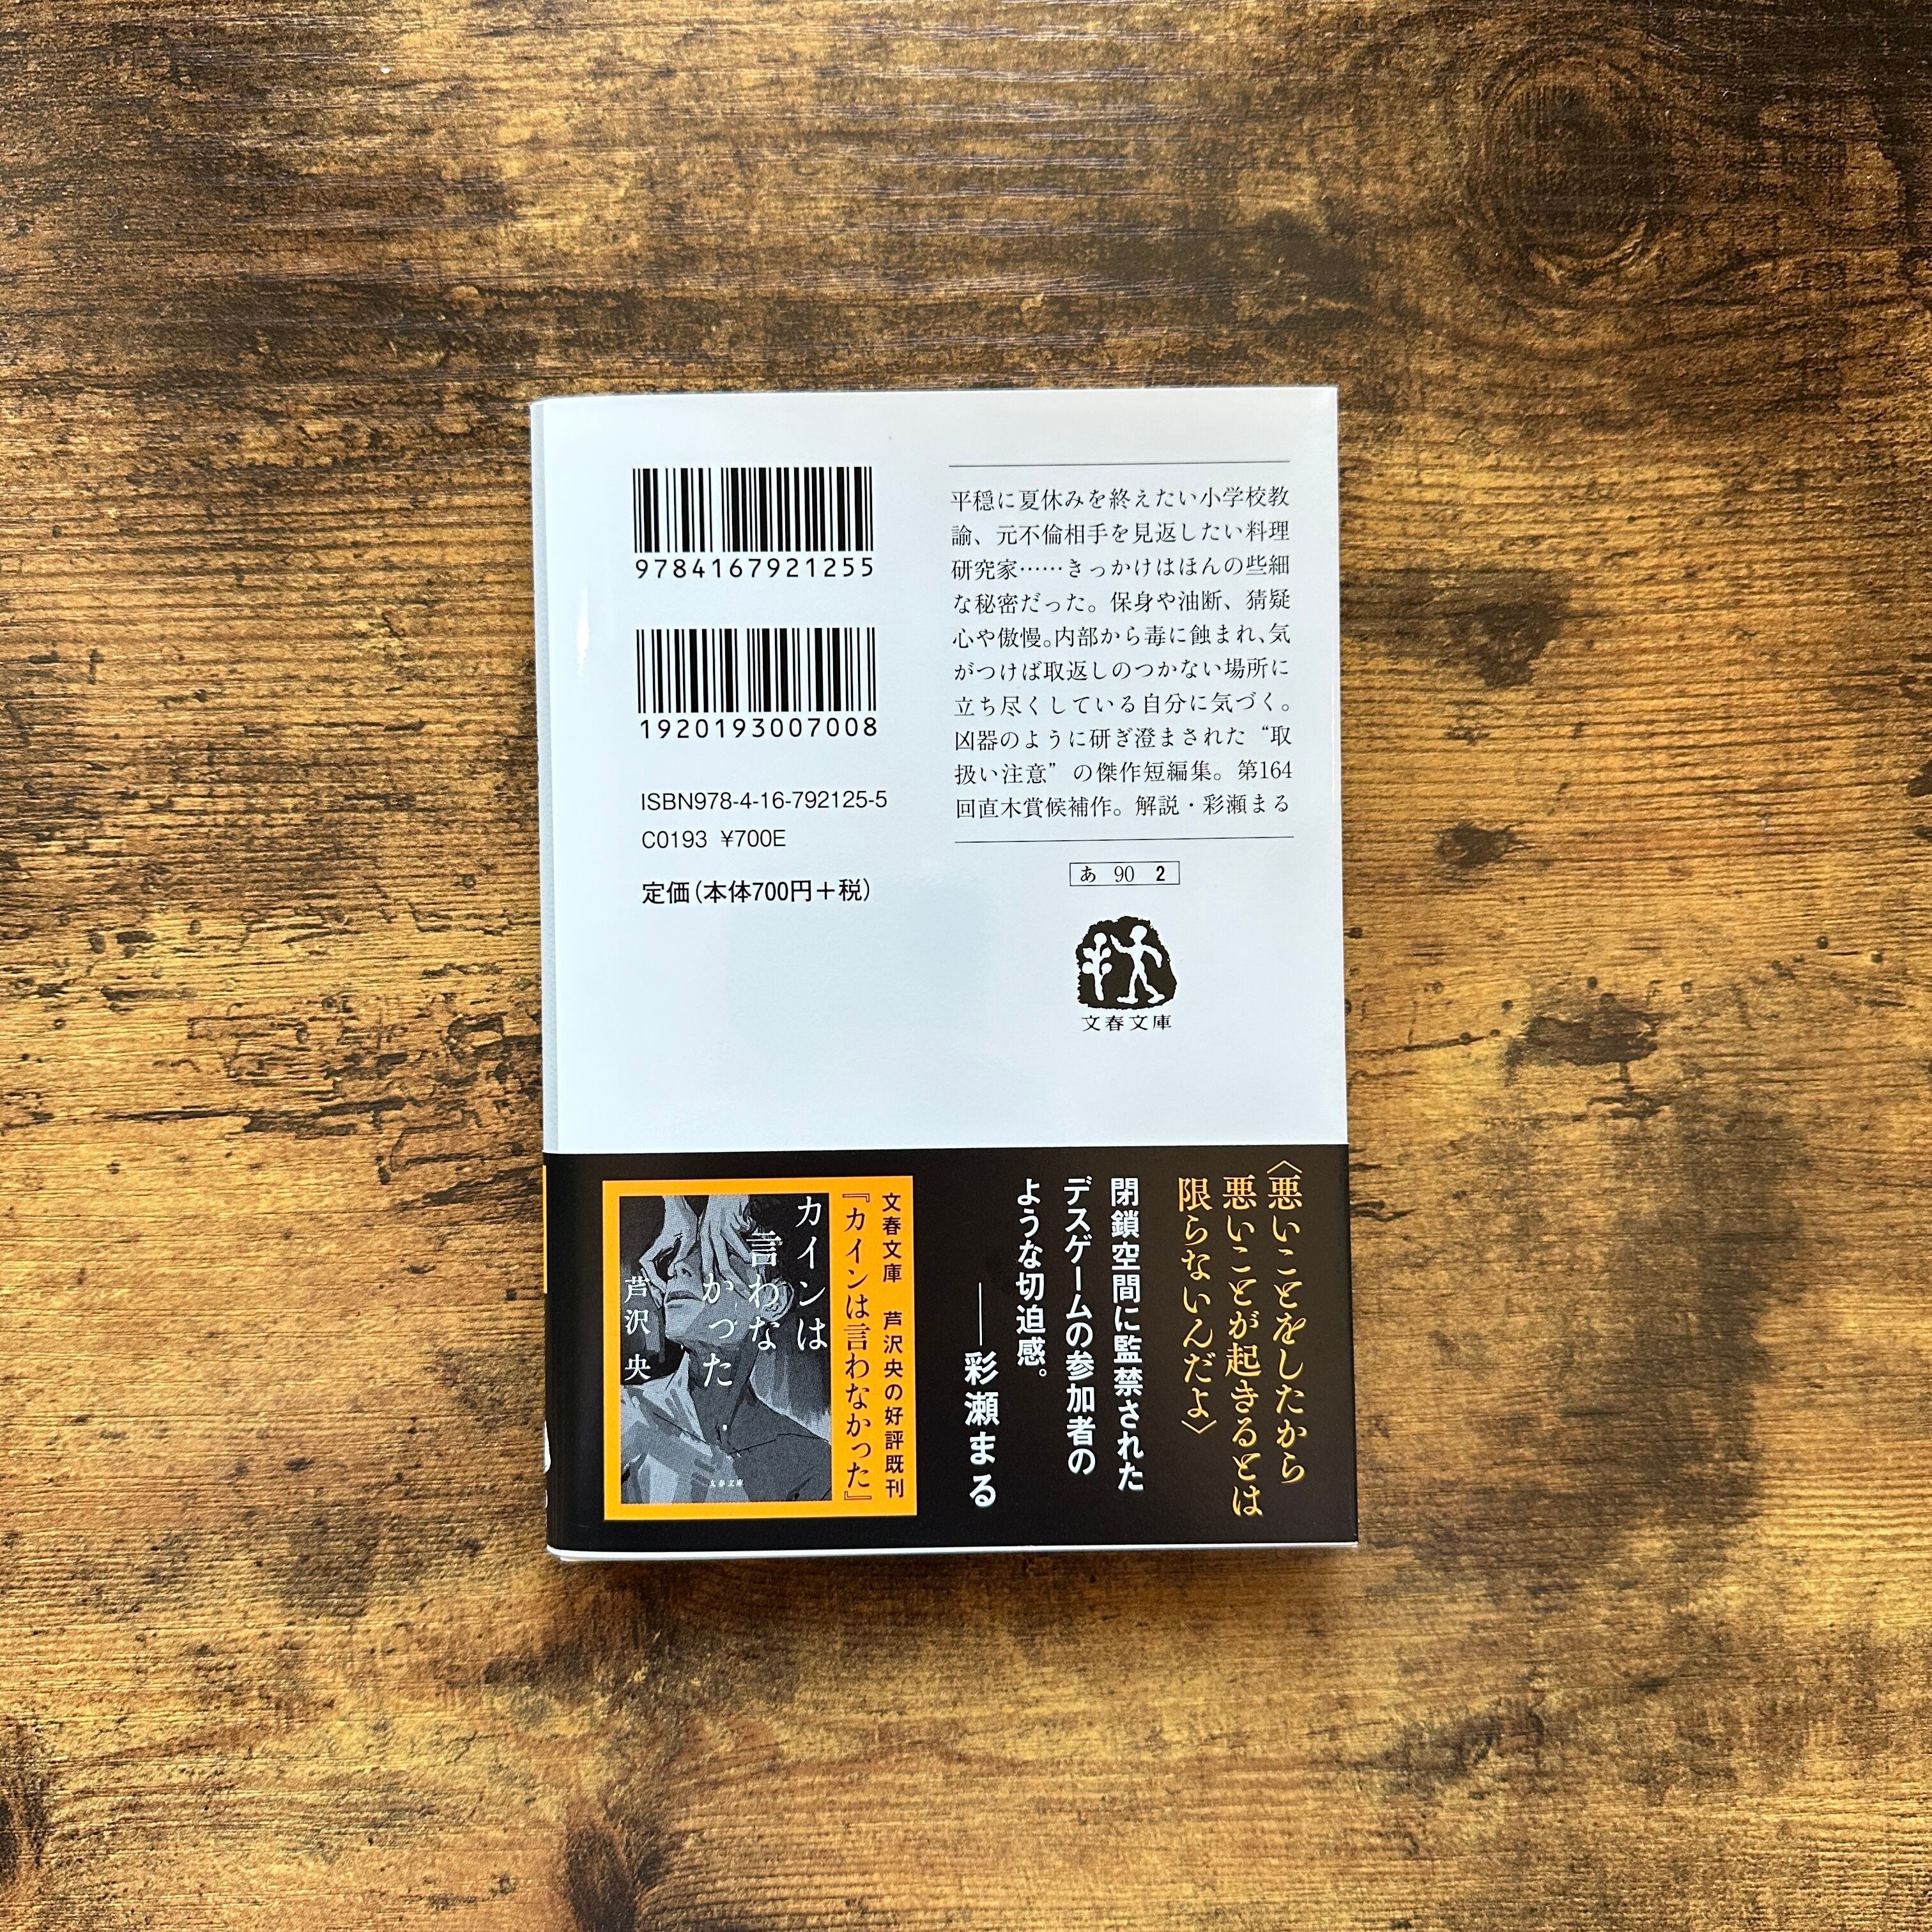 9784167921255
1920193007008
ISBN978-4-16-792125-5
C0193 ¥700E
定価(本体700円+税)
平穏に夏休みを終えたい小学校教
諭、元不倫相手を見返したい料理
研究家……きっかけはほんの些細
な秘密だった。保身や油断、猜疑
心や傲慢。内部から毒に蝕まれ、気
がつけば取返しのつかない場所に
立ち尽くしている自分に気づく。
凶器のように研ぎ澄まされた“取
扱い注意”の傑作短編集。第164
回直木賞候補作。解説・彩瀬まる
あ 90 2
文春文庫
〈悪いことをしたから
悪いことが起きるとは
限らないんだよ〉
閉鎖空間に監禁された
デスゲームの参加者の
ような切迫感。
――彩瀬まる
文春文庫 芦沢央の好評既刊
『カインは言わなかった』
カインは
言わな
かった
芦沢 央
文春文庫